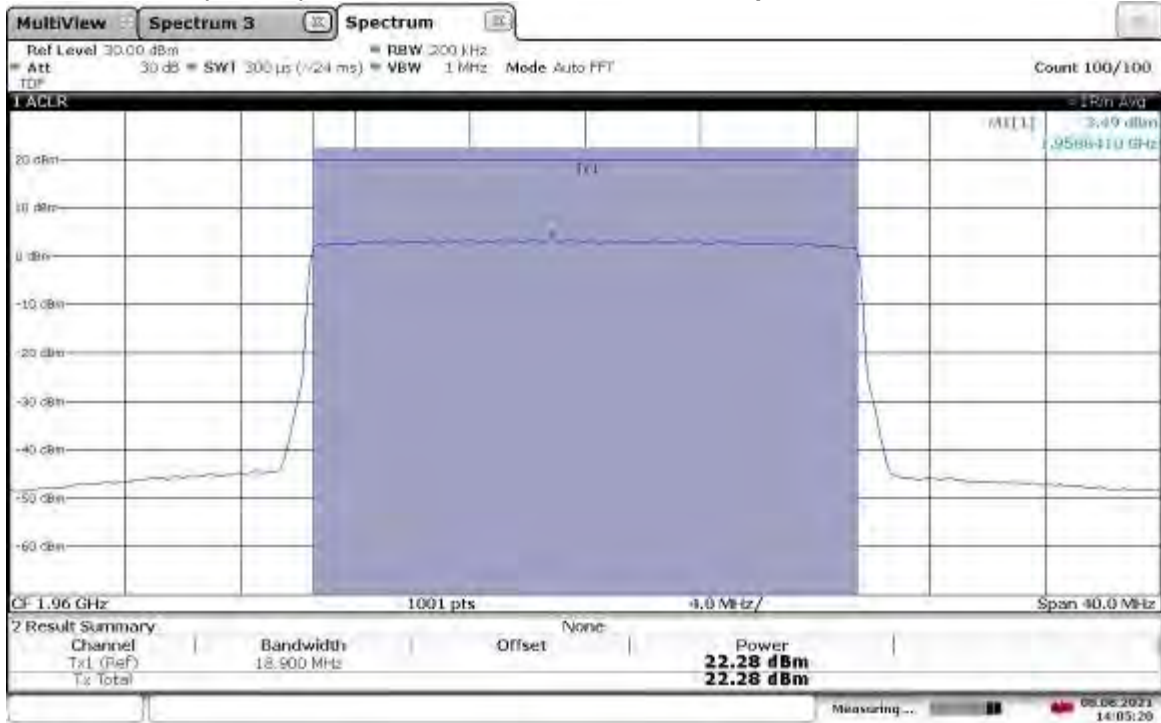 MultiView Spectrum 3 Spectrum
Ref Level 30.00 dBm RBW 200 kHz
Att 30 dB SWT 300 µs (~24 ms) VBW 1 MHz Mode Auto FFT Count 100/100
TDF
1 ACLR 1Rm Avg
M1[1] 3.49 dBm
GHz
20 dBm
Tx1
10 dBm
0 dBm
-10 dBm
-20 dBm
-30 dBm
-40 dBm
-50 dBm
-60 dBm
CF 1.96 GHz 1001 pts 4.0 MHz/ Span 40.0 MHz
2 Result Summary None
Channel Bandwidth Offset Power
Tx1 (Ref) 18.900 MHz 22.28 dBm
Tx Total 22.28 dBm
Measuring... 2021
14:05:20